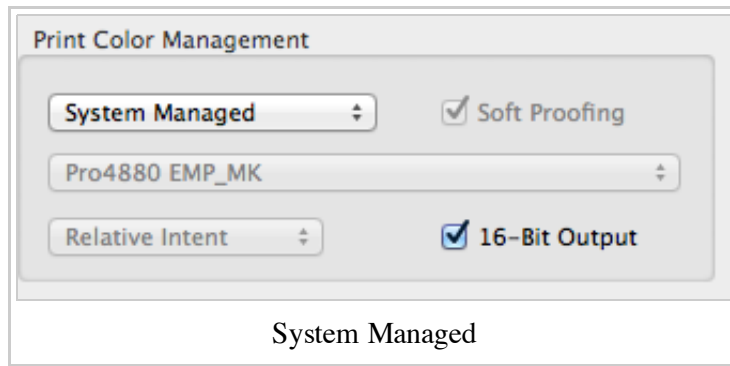 Print Color Management
System Managed
Soft Proofing
Pro4880 EMP_MK
Relative Intent
16-Bit Output
System Managed